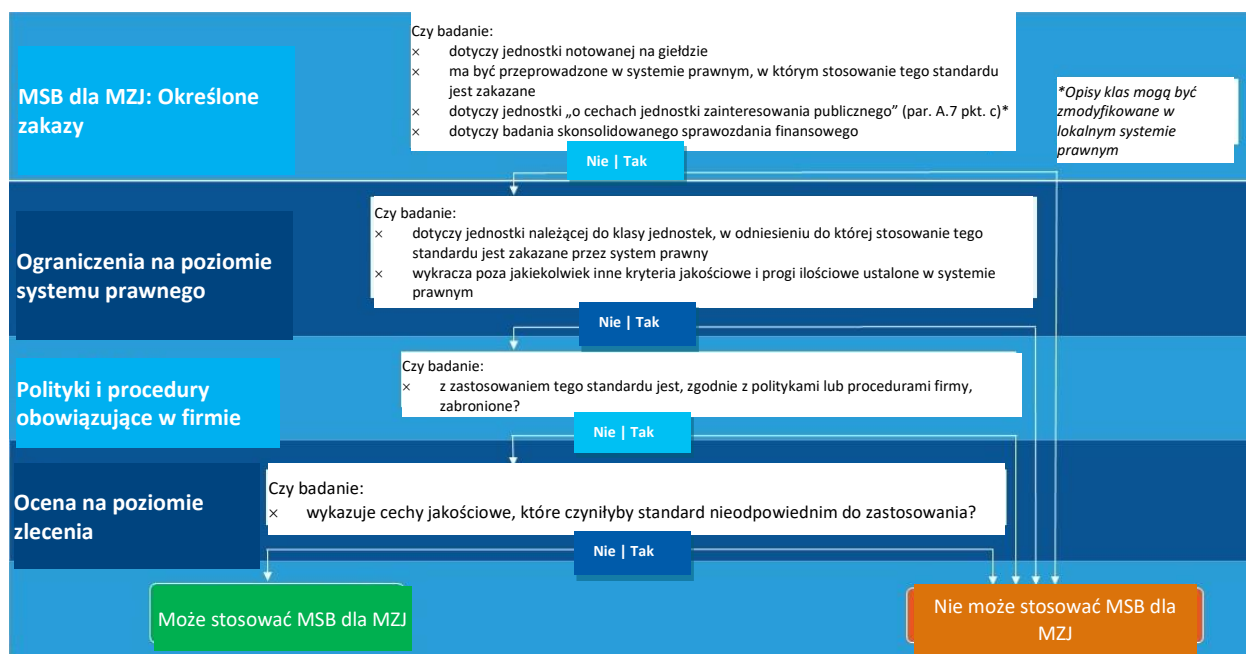 MSB dla MZJ: Określone
zakazy
Czy badanie:
× dotyczy jednostki notowanej na giełdzie
× ma być przeprowadzone w systemie prawnym, w którym stosowanie tego standardu
jest zakazane
× dotyczy jednostki „o cechach jednostki zainteresowania publicznego” (par. A.7 pkt. c)*
× dotyczy badania skonsolidowanego sprawozdania finansowego
*Opisy klas mogą być
zmodyfikowane w
lokalnym systemie
prawnym
Nie | Tak
Ograniczenia na poziomie
systemu prawnego
Czy badanie:
× dotyczy jednostki należącej do klasy jednostek, w odniesieniu do której stosowanie tego
standardu jest zakazane przez system prawny
× wykracza poza jakiekolwiek inne kryteria jakościowe i progi ilościowe ustalone w systemie
prawnym
Nie | Tak
Polityki i procedury
obowiązujące w firmie
Czy badanie:
× z zastosowaniem tego standardu jest, zgodnie z politykami lub procedurami firmy,
zabronione?
Nie | Tak
Ocena na poziomie
zlecenia
Czy badanie:
× wykazuje cechy jakościowe, które czyniłyby standard nieodpowiednim do zastosowania?
Nie | Tak
Może stosować MSB dla MZJ
Nie może stosować MSB dla
MZJ